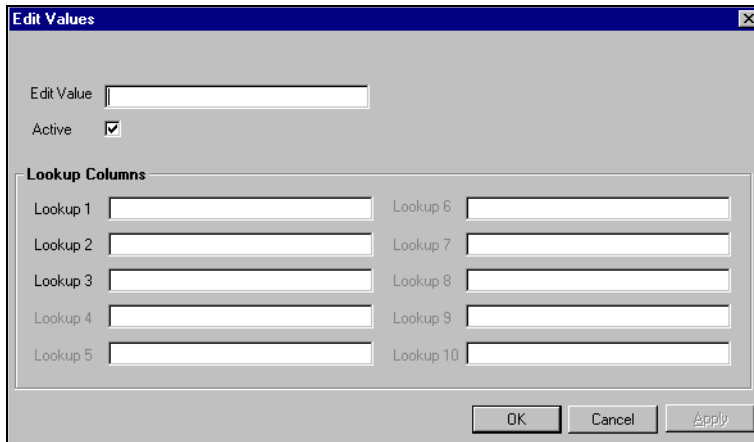 Edit Values
Edit Value
Active
Lookup Columns
Lookup 1
Lookup 2
Lookup 3
Lookup 4
Lookup 5
Lookup 6
Lookup 7
Lookup 8
Lookup 9
Lookup 10
OK
Cancel
Apply